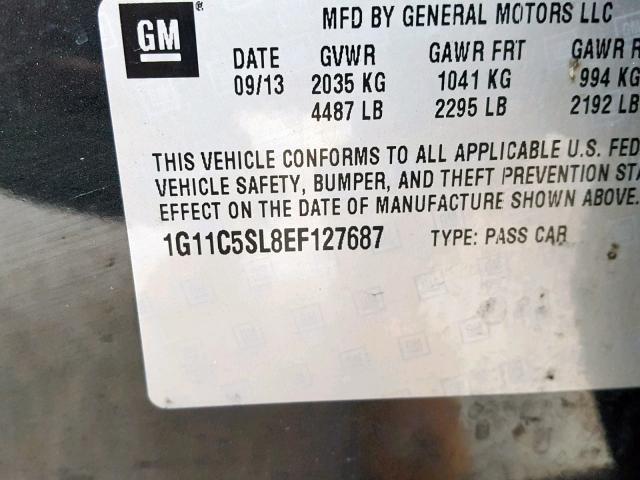 GM
MFD BY GENERAL MOTORS LLC
DATE GVWR GAWR FRT GAWR R
09/13 2035 KG 1041 KG 994 KG
4487 LB 2295 LB 2192 LB
THIS VEHICLE CONFORMS TO ALL APPLICABLE U.S. FED
VEHICLE SAFETY, BUMPER, AND THEFT PREVENTION STA
EFFECT ON THE DATE OF MANUFACTURE SHOWN ABOVE.
1G11C5SL8EF127687 TYPE: PASS CAR